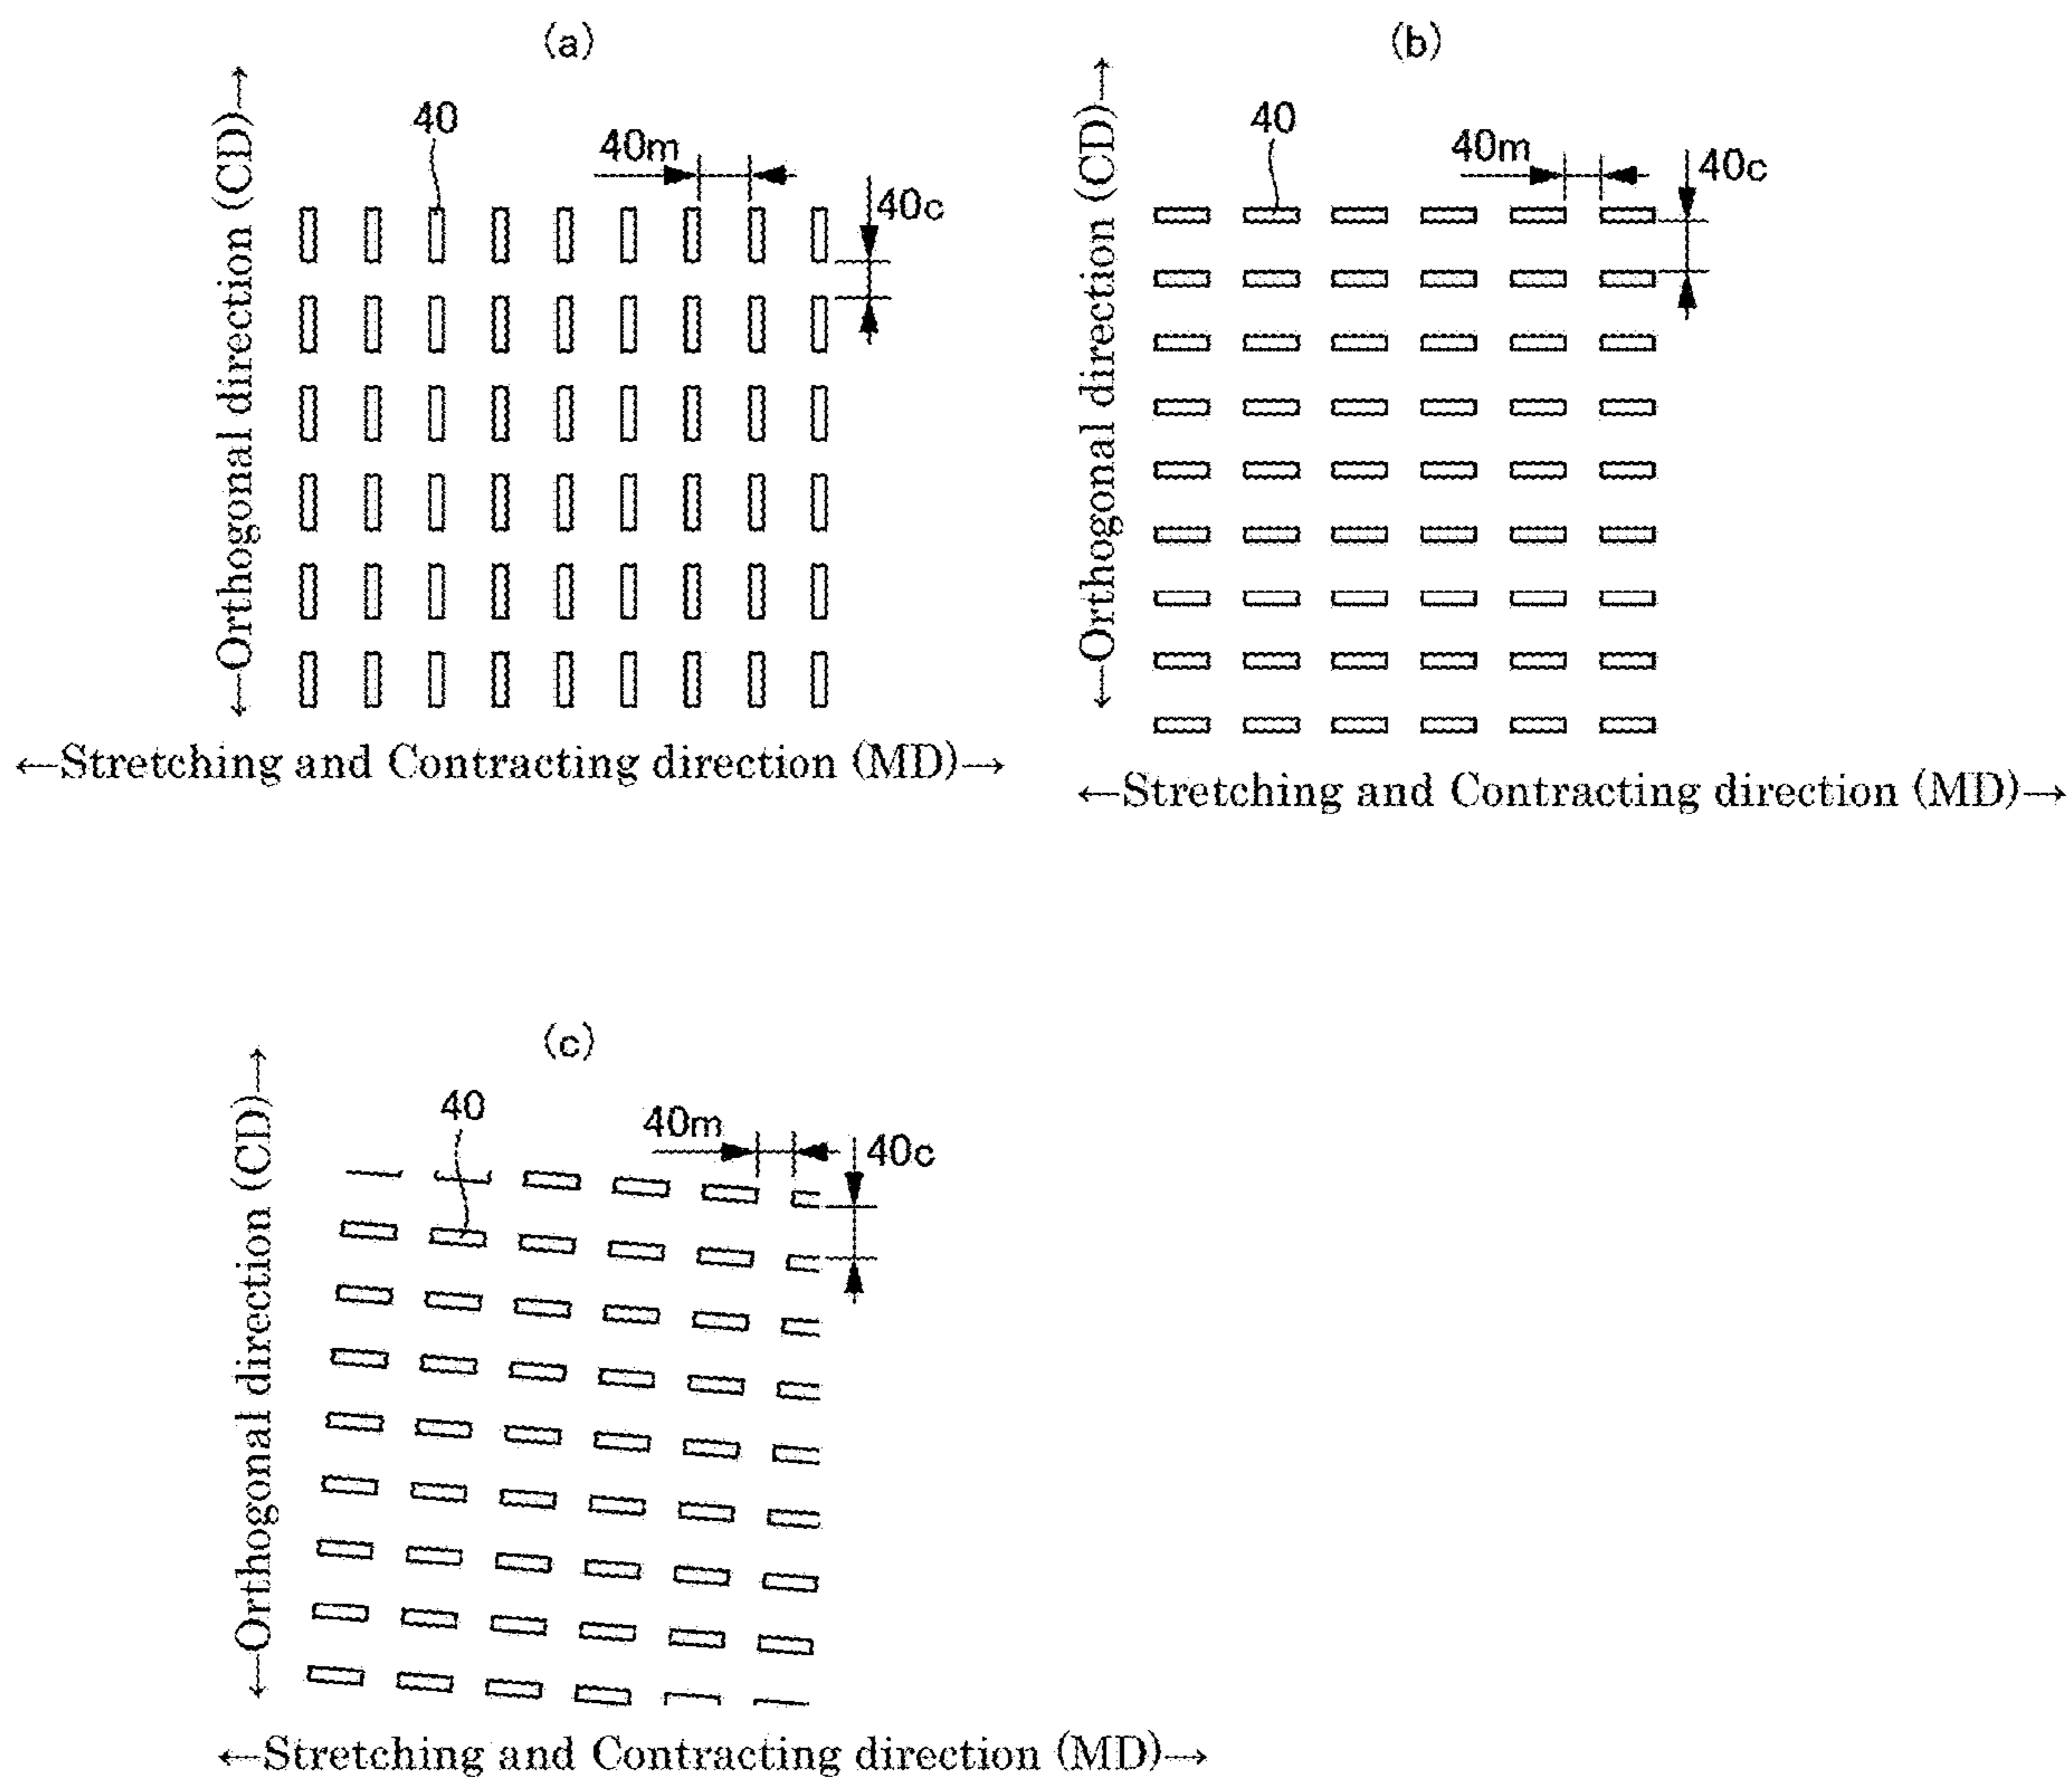 (a)
←Orthogonal direction (CD)→
40
40m
40c
←Stretching and Contracting direction (MD)→
(b)
←Orthogonal direction (CD)→
40
40m
40c
←Stretching and Contracting direction (MD)→
(c)
←Orthogonal direction (CD)→
40
40m
40c
←Stretching and Contracting direction (MD)→